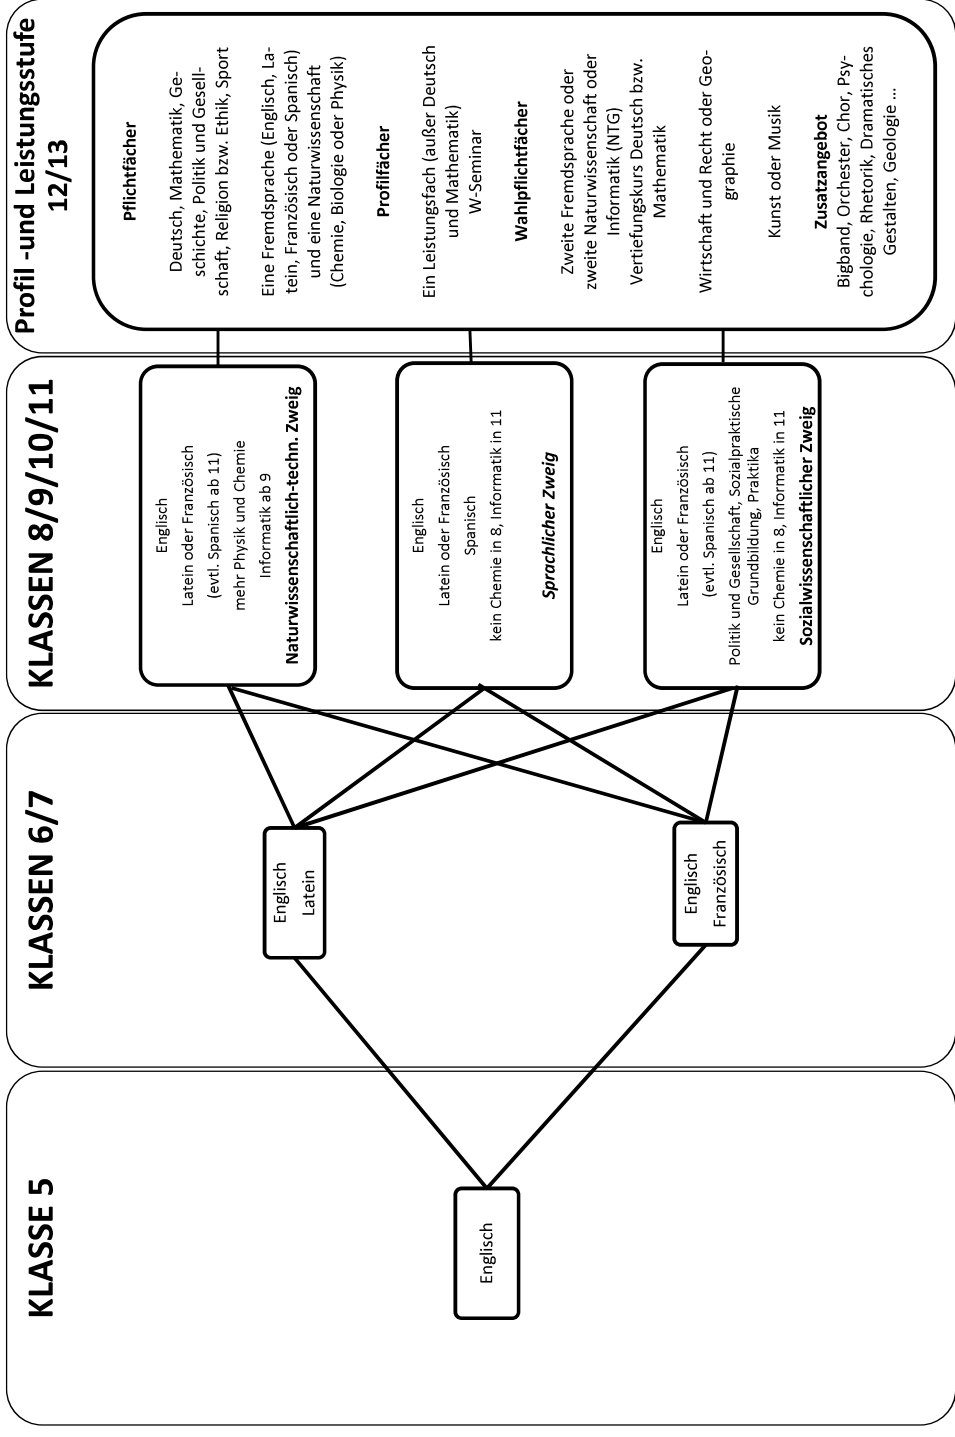 KLASSE 5
Englisch
KLASSEN 6/7
Englisch
Latein
Englisch
Französisch
KLASSEN 8/9/10/11
Englisch
Latein oder Französisch
(evtl. Spanisch ab 11)
mehr Physik und Chemie
Informatik ab 9
Naturwissenschaftlich-techn. Zweig
Englisch
Latein oder Französisch
Spanisch
kein Chemie in 8, Informatik in 11
Sprachlicher Zweig
Englisch
Latein oder Französisch
(evtl. Spanisch ab 11)
Politik und Gesellschaft, Sozialpraktische
Grundbildung, Praktika
kein Chemie in 8, Informatik in 11
Sozialwissenschaftlicher Zweig
Profil -und Leistungsstufe
12/13
Pflichtfächer
Deutsch, Mathematik, Ge-
schichte, Politik und Gesell-
schaft, Religion bzw. Ethik, Sport
Eine Fremdsprache (Englisch, La-
tein, Französisch oder Spanisch)
und eine Naturwissenschaft
(Chemie, Biologie oder Physik)
Profilfächer
Ein Leistungsfach (außer Deutsch
und Mathematik)
W-Seminar
Wahlpflichtfächer
Zweite Fremdsprache oder
zweite Naturwissenschaft oder
Informatik (NTG)
Vertiefungskurs Deutsch bzw.
Mathematik
Wirtschaft und Recht oder Geo-
graphie
Kunst oder Musik
Zusatzangebot
Bigband, Orchester, Chor, Psy-
chologie, Rhetorik, Dramatisches
Gestalten, Geologie ...